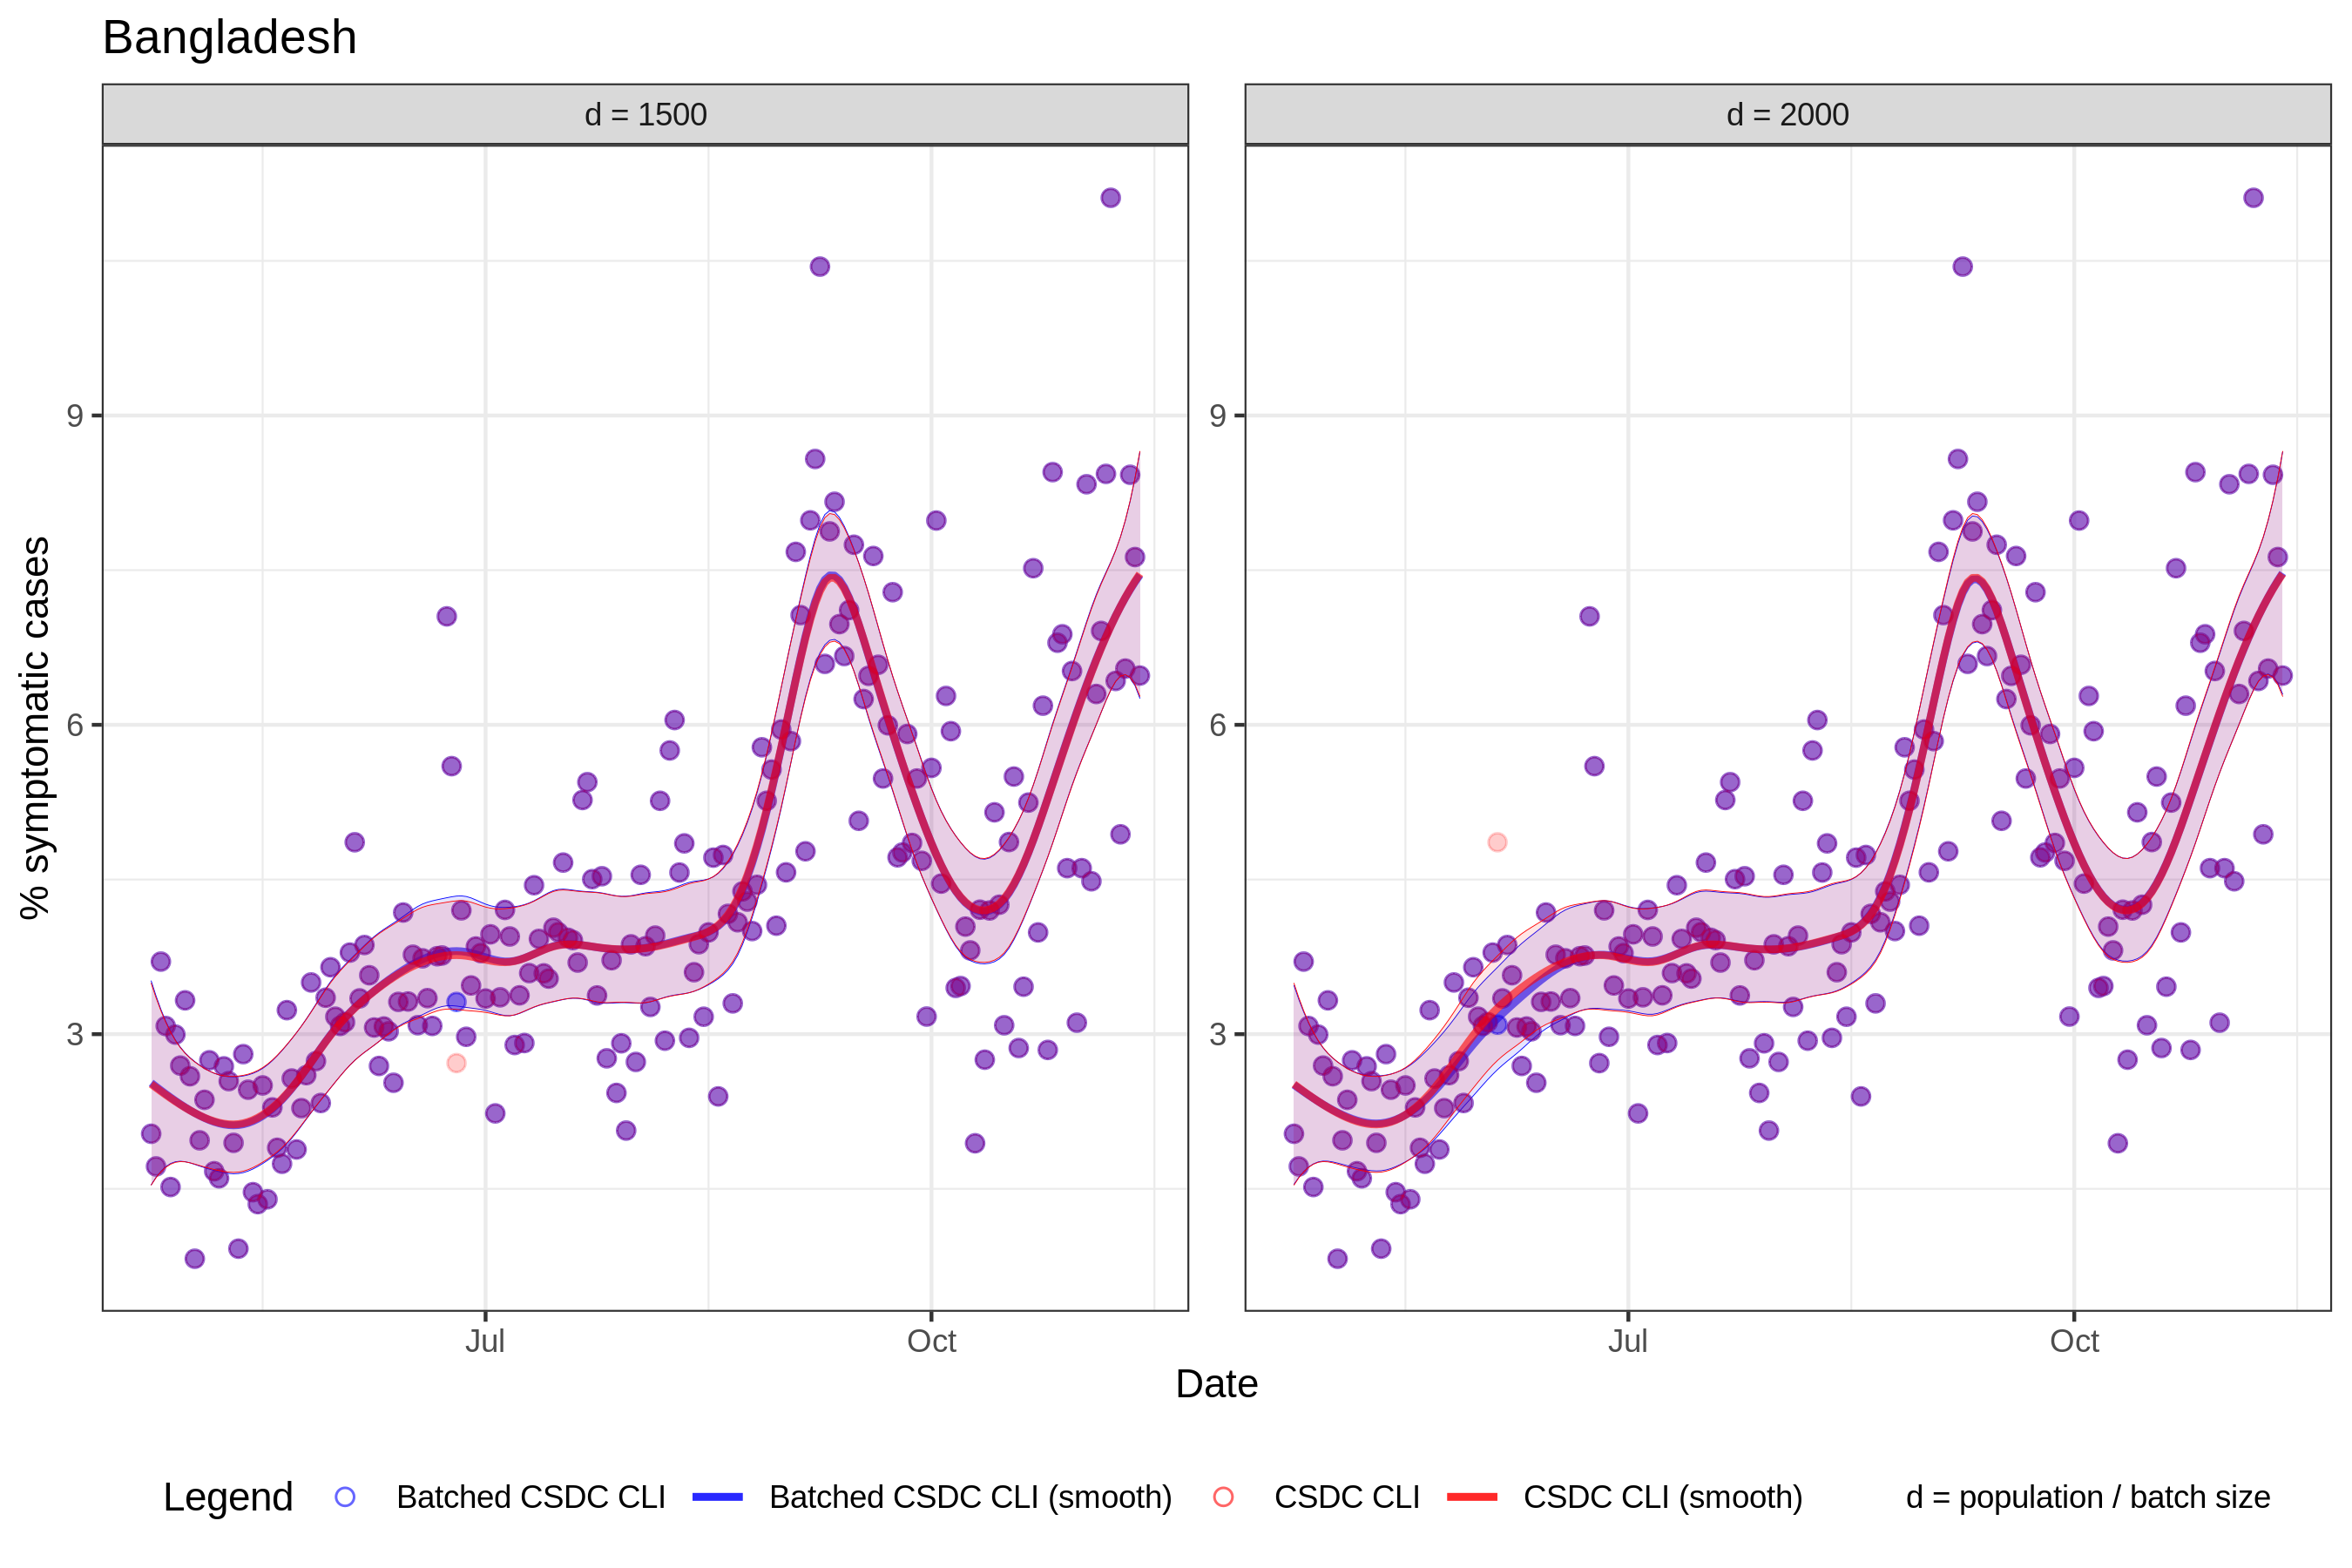 Bangladesh
d = 1500
d = 2000
% symptomatic cases
9
6
3
9
6
3
Jul
Oct
Jul
Oct
Date
Legend
Batched CSDC CLI
Batched CSDC CLI (smooth)
CSDC CLI
CSDC CLI (smooth)
d = population / batch size